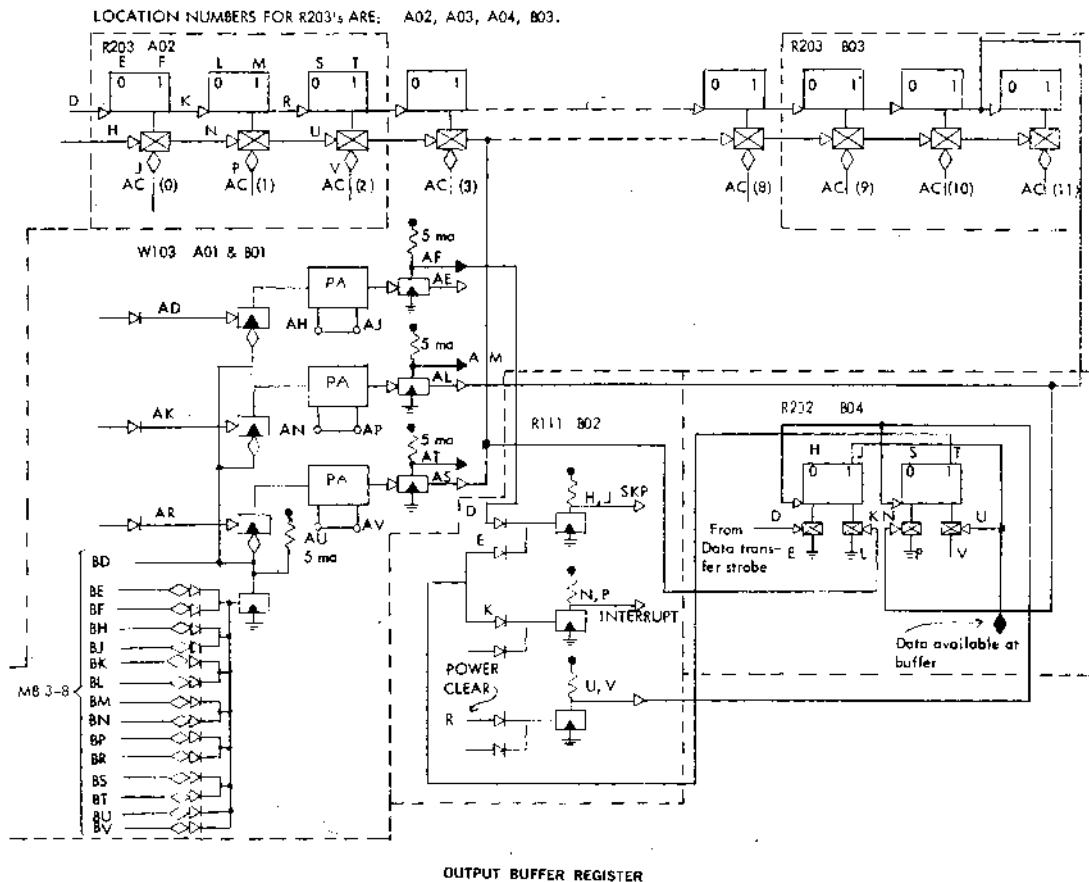 LOCATION NUMBERS FOR R203's ARE: A02, A03, A04, B03.
R203 A02
R203 B03
E F L M S T
0 1 0 1 0 1 0 1 0 1 0 1 0 1 0 1
D K R
H N U
J P V
AC (0) AC (1) AC (2) AC (3) AC (8) AC (9) AC (10) AC (11)
W103 A01 & B01
5 ma
AF
PA
AE
AD
AH AJ
5 ma
A M
PA
AL
AK
AN AP
R111 B02
R202 B04
5 ma
AT
H S T
PA
AS
0 1 0 1
H, J SKP
D
AR
AU AV
5 ma
D K N U
From
Data trans-
fer strobe
E L P V
E
BD
BE
N, P
INTERRUPT
BF
K
BH
Data available at
buffer
BJ
BK
POWER
CLEAR
BL
U, V
MB 3-8
BM
BN
R
BP
BR
BS
BT
BU
BV
OUTPUT BUFFER REGISTER